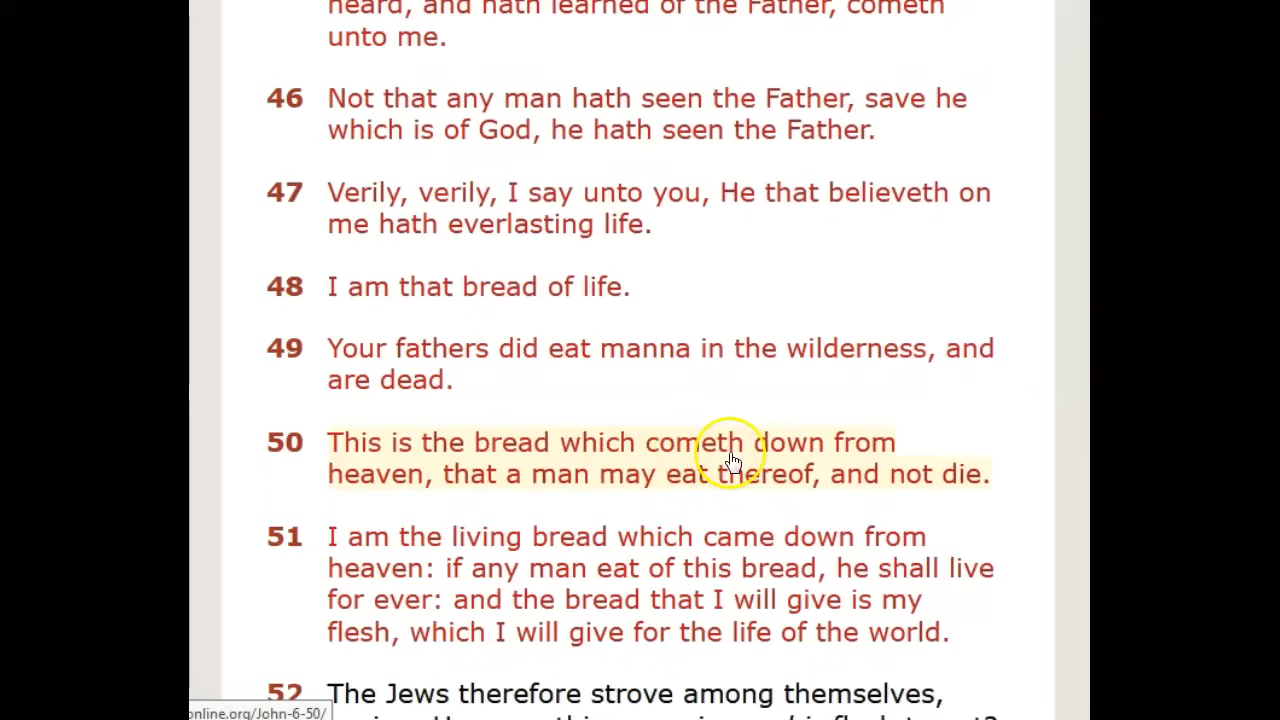 heard, and hath learned of the Father, cometh
unto me.
46 Not that any man hath seen the Father, save he
which is of God, he hath seen the Father.
47 Verily, verily, I say unto you, He that believeth on
me hath everlasting life.
48 I am that bread of life.
49 Your fathers did eat manna in the wilderness, and
are dead.
50 This is the bread which cometh down from
heaven, that a man may eat thereof, and not die.
51 I am the living bread which came down from
heaven: if any man eat of this bread, he shall live
for ever: and the bread that I will give is my
flesh, which I will give for the life of the world.
52 The Jews therefore strove among themselves,
online.org/John-6-50/